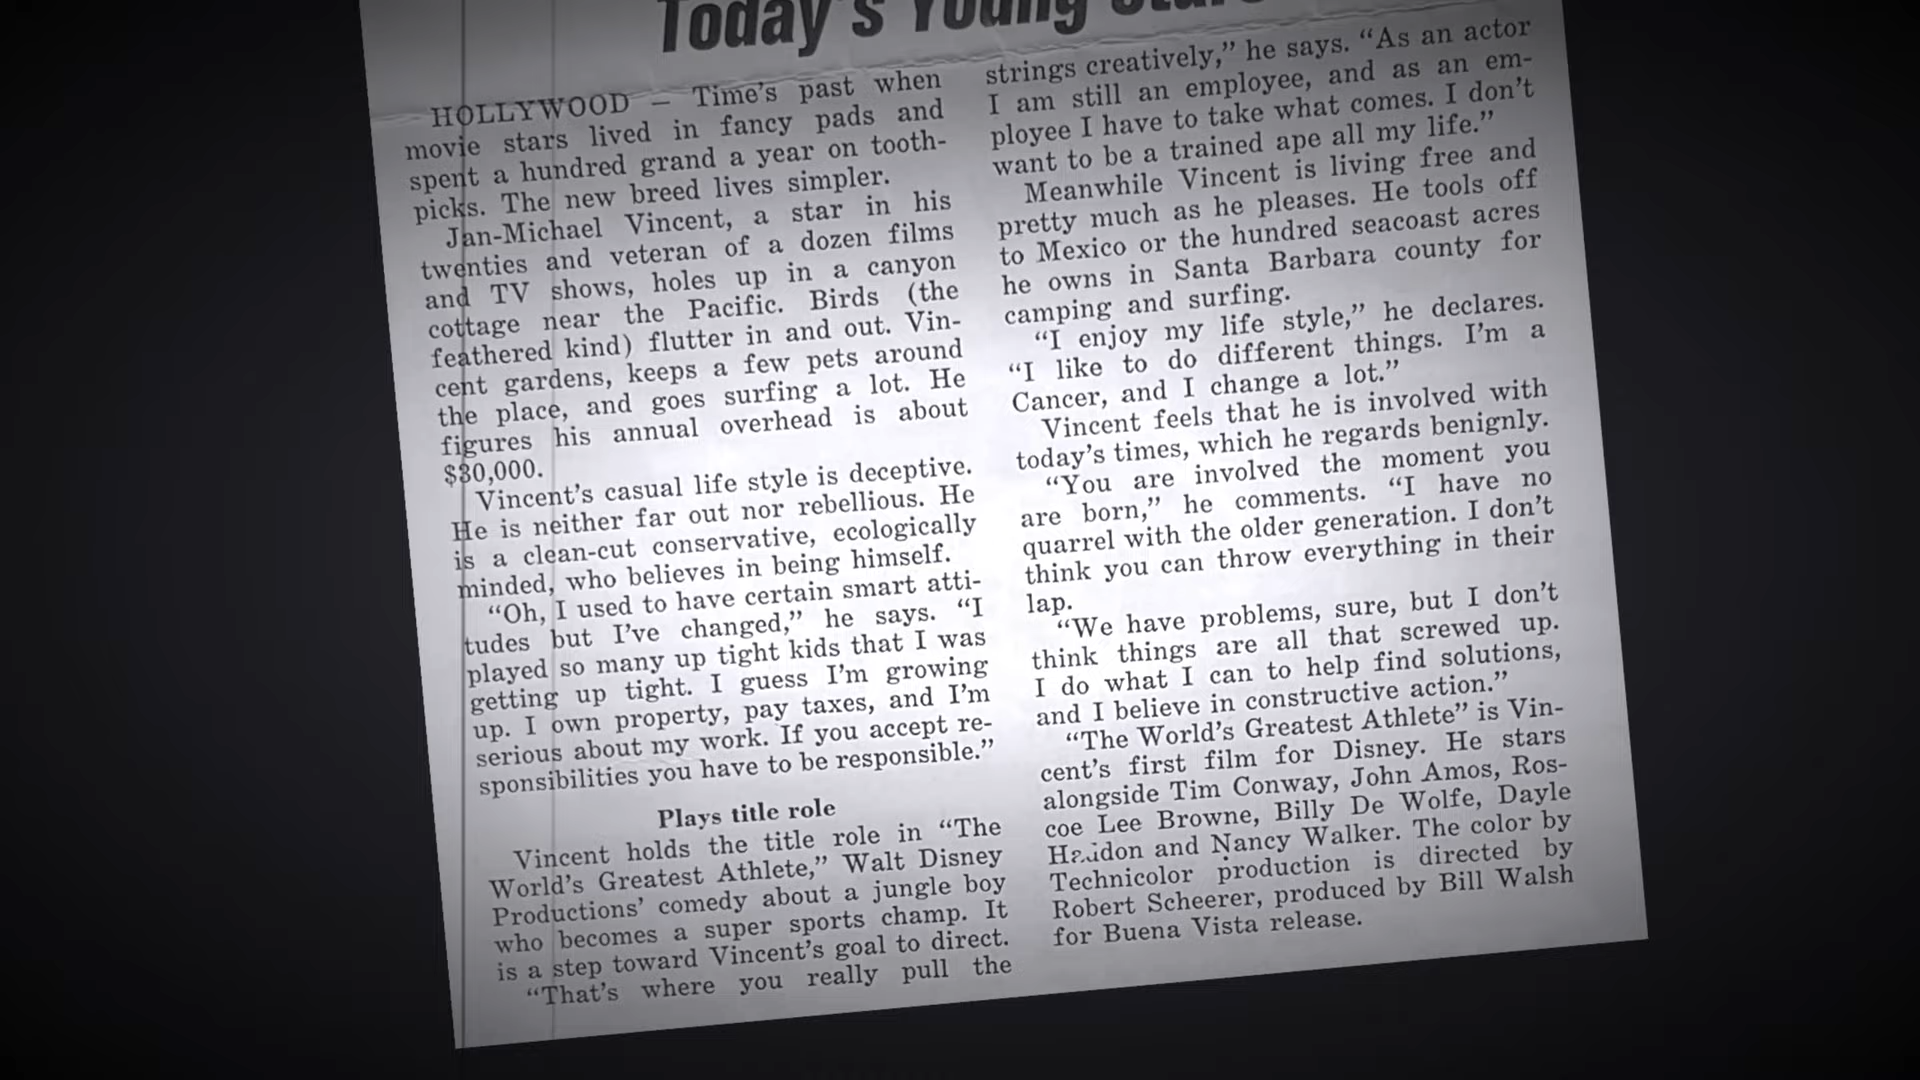 Today's Young
HOLLYWOOD — Time's past when
movie stars lived in fancy pads and
spent a hundred grand a year on tooth-
picks. The new breed lives simpler.
Jan-Michael Vincent, a star in his
twenties and veteran of a dozen films
and TV shows, holes up in a canyon
cottage near the Pacific. Birds (the
feathered kind) flutter in and out. Vin-
cent gardens, keeps a few pets around
the place, and goes surfing a lot. He
figures his annual overhead is about
$30,000.
Vincent's casual life style is deceptive.
He is neither far out nor rebellious. He
is a clean-cut conservative, ecologically
minded, who believes in being himself.
"Oh, I used to have certain smart atti-
tudes but I've changed," he says. "I
played so many up tight kids that I was
getting up tight. I guess I'm growing
up. I own property, pay taxes, and I'm
serious about my work. If you accept re-
sponsibilities you have to be responsible."
Plays title role
Vincent holds the title role in "The
World's Greatest Athlete," Walt Disney
Productions' comedy about a jungle boy
who becomes a super sports champ. It
is a step toward Vincent's goal to direct.
"That's where you really pull the
strings creatively," he says. "As an actor
I am still an employee, and as an em-
ployee I have to take what comes. I don't
want to be a trained ape all my life."
Meanwhile Vincent is living free and
pretty much as he pleases. He tools off
to Mexico or the hundred seacoast acres
he owns in Santa Barbara county for
camping and surfing.
"I enjoy my life style," he declares.
"I like to do different things. I'm a
Cancer, and I change a lot."
Vincent feels that he is involved with
today's times, which he regards benignly.
"You are involved the moment you
are born," he comments. "I have no
quarrel with the older generation. I don't
think you can throw everything in their
lap.
"We have problems, sure, but I don't
think things are all that screwed up.
I do what I can to help find solutions,
and I believe in constructive action."
"The World's Greatest Athlete" is Vin-
cent's first film for Disney. He stars
alongside Tim Conway, John Amos, Ros-
coe Lee Browne, Billy De Wolfe, Dayle
Haddon and Nancy Walker. The color by
Technicolor production is directed by
Robert Scheerer, produced by Bill Walsh
for Buena Vista release.